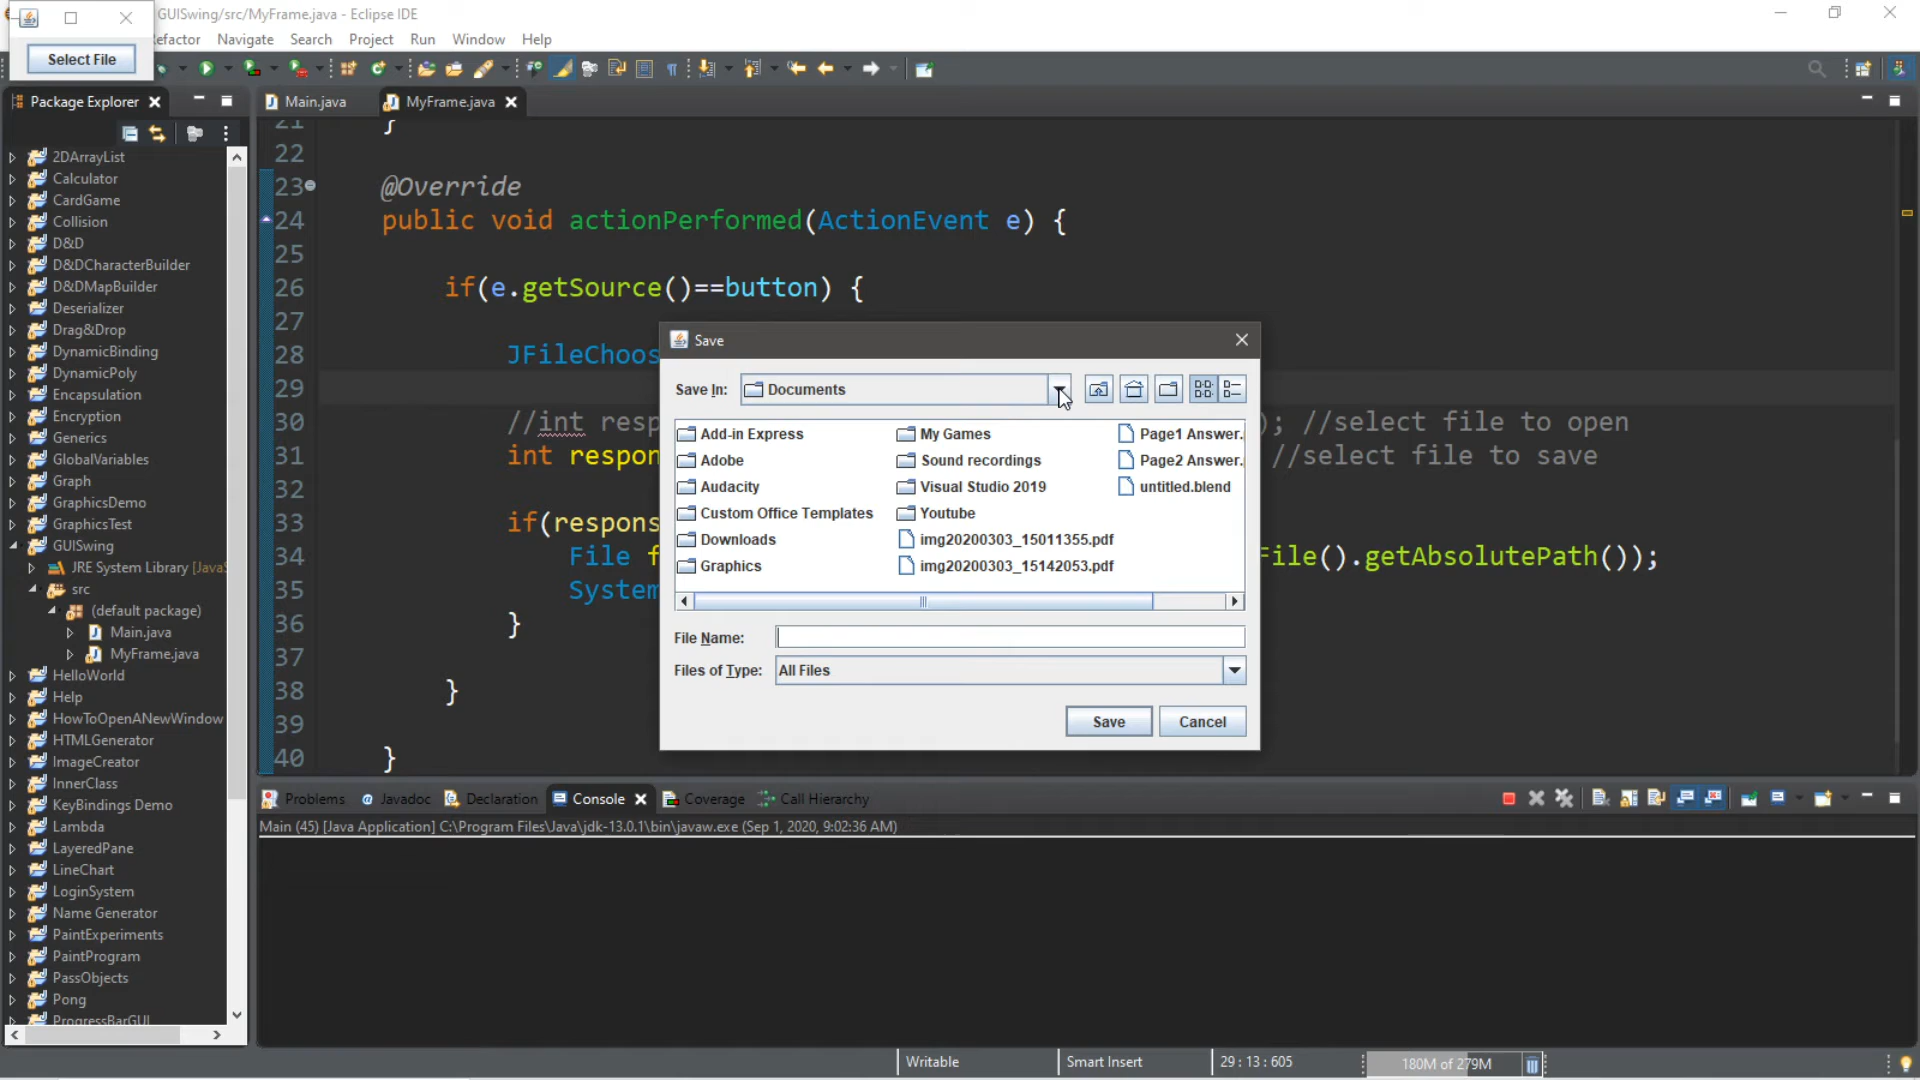 GUISwing/src/MyFrame.java - Eclipse IDE
Select File
efactor Navigate Search Project Run Window Help
Package Explorer
Main.java
MyFrame.java
2DArrayList
Calculator
CardGame
Collision
D&D
D&DCharacterBuilder
D&DMapBuilder
Deserializer
Drag&Drop
DynamicBinding
DynamicPoly
Encapsulation
Encryption
Generics
GlobalVariables
Graph
GraphicsDemo
GraphicsTest
GUISwing
JRE System Library [Java
src
(default package)
Main.java
MyFrame.java
HelloWorld
Help
HowToOpenANewWindow
HTMLGenerator
ImageCreator
InnerClass
KeyBindings Demo
Lambda
LayeredPane
LineChart
LoginSystem
Name Generator
PaintExperiments
PaintProgram
PassObjects
Pong
ProgressBarGUI
21 }
22
23 @Override
24 public void actionPerformed(ActionEvent e) {
25
26 if(e.getSource()==button) {
27
28 JFileChoos
29
30 //int resp ); //select file to open
31 int respon //select file to save
32
33 if(respons
34 File f File().getAbsolutePath());
35 System
36 }
37
38 }
39
40 }
Save
Save In: Documents
Add-in Express
Adobe
Audacity
Custom Office Templates
Downloads
Graphics
My Games
Sound recordings
Visual Studio 2019
Youtube
img20200303_15011355.pdf
img20200303_15142053.pdf
Page1 Answer.
Page2 Answer.
untitled.blend
File Name:
Files of Type: All Files
Save Cancel
Problems Javadoc Declaration Console Coverage Call Hierarchy
Main (45) [Java Application] C:\Program Files\Java\jdk-13.0.1\bin\javaw.exe (Sep 1, 2020, 9:02:36 AM)
Writable Smart Insert 29 : 13 : 605 180M of 279M